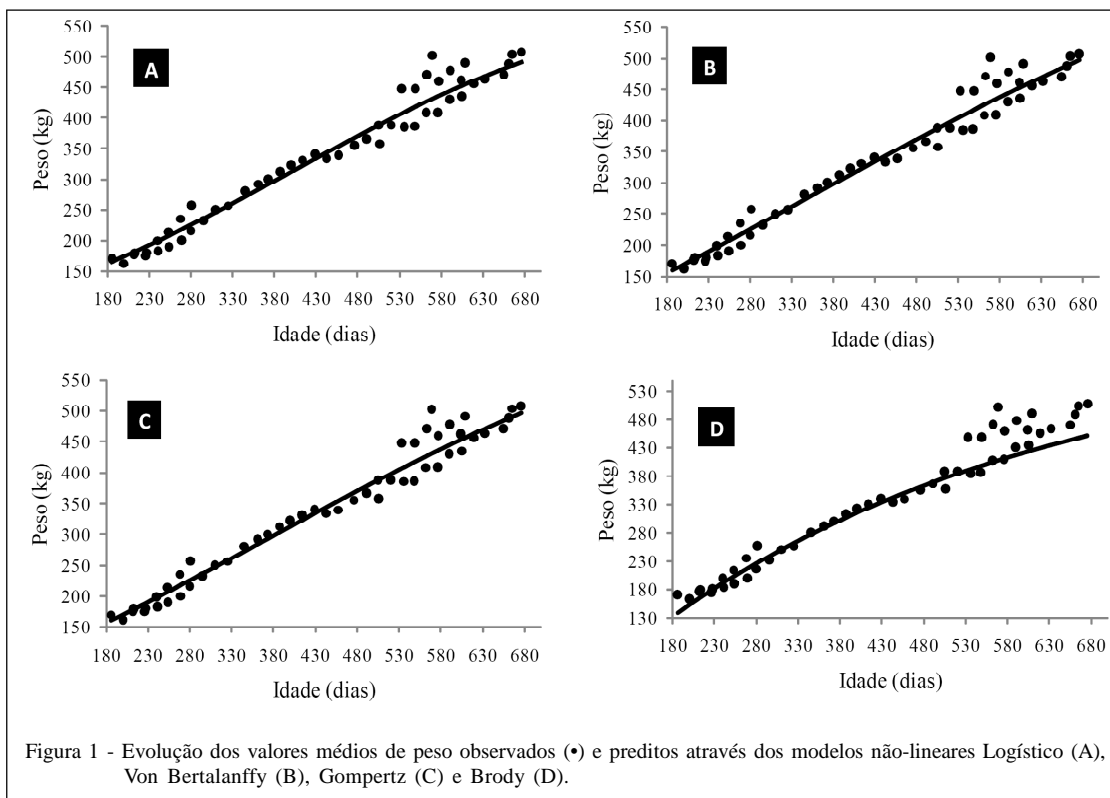 550
500
450
400
350
300
250
200
150
Peso (kg)
A
180 230 280 330 380 430 480 530 580 630 680
Idade (dias)
550
500
450
400
350
300
250
200
150
Peso (kg)
B
180 230 280 330 380 430 480 530 580 630 680
Idade (dias)
550
500
450
400
350
300
250
200
150
Peso (kg)
C
180 230 280 330 380 430 480 530 580 630 680
Idade (dias)
530
480
430
380
330
280
230
180
130
Peso (kg)
D
180 230 280 330 380 430 480 530 580 630 680
Idade (dias)
Figura 1 - Evolução dos valores médios de peso observados (•) e preditos através dos modelos não-lineares Logístico (A),
Von Bertalanffy (B), Gompertz (C) e Brody (D).